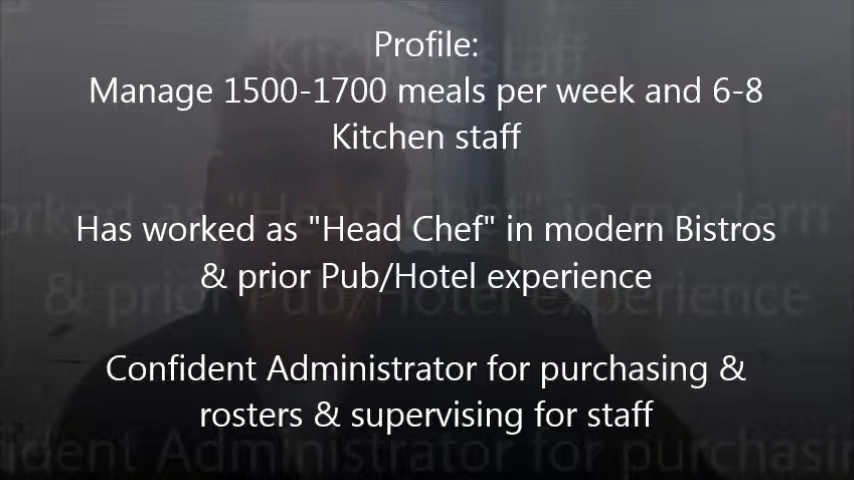 Profile:
Manage 1500-1700 meals per week and 6-8
Kitchen staff
Has worked as "Head Chef" in modern Bistros
& prior Pub/Hotel experience
Confident Administrator for purchasing &
rosters & supervising for staff